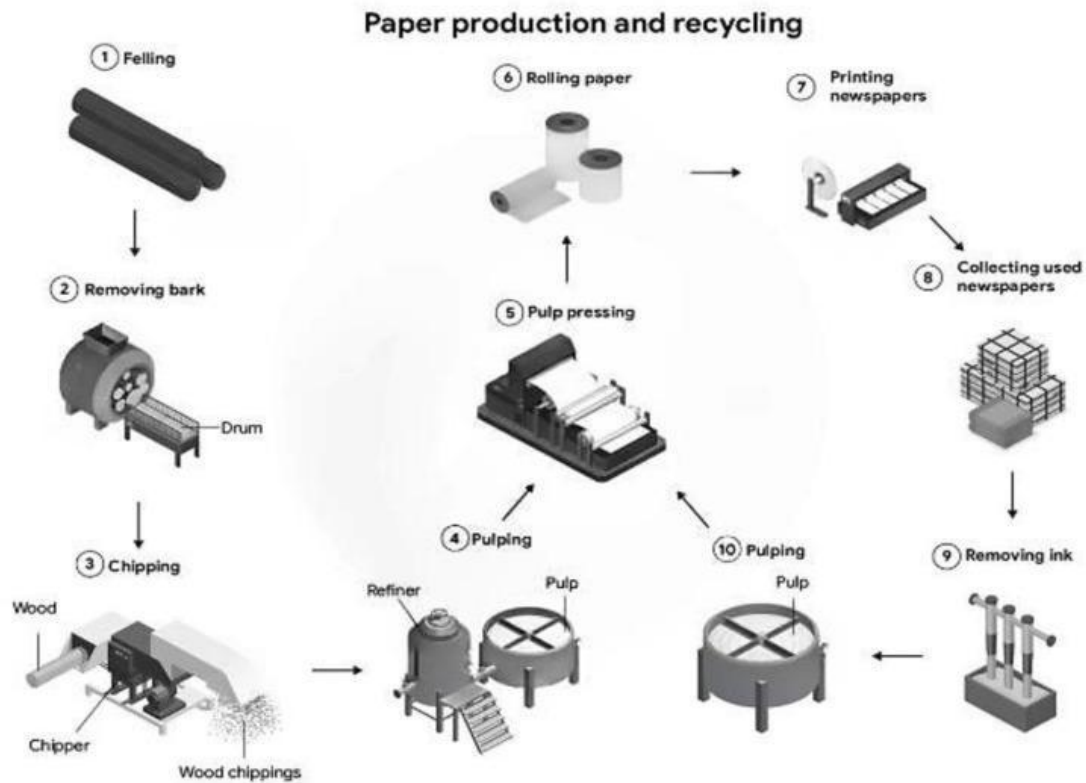 Paper production and recycling
1 Felling
2 Removing bark
Drum
3 Chipping
Wood
Chipper
Wood chippings
4 Pulping
Refiner
Pulp
5 Pulp pressing
6 Rolling paper
7 Printing
newspapers
8 Collecting used
newspapers
9 Removing ink
10 Pulping
Pulp